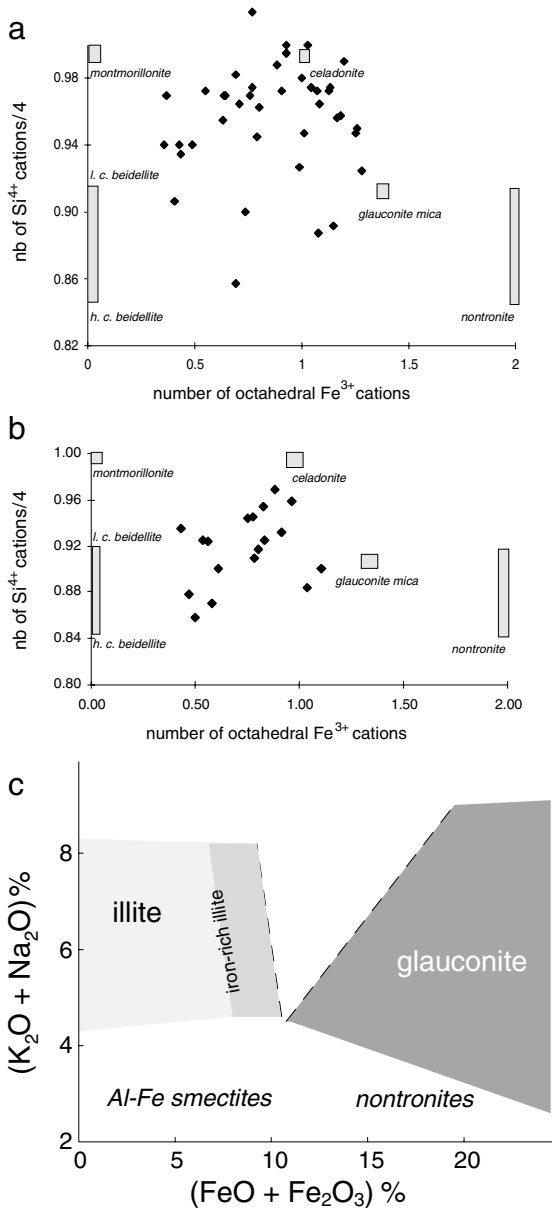 a
nb of Si4+ cations/4
0.98
0.94
0.90
0.86
0.82
montmorillonite
celadonite
l. c. beidellite
glauconite mica
h. c. beidellite
nontronite
0
0.5
1
1.5
2
number of octahedral Fe3+ cations
b
nb of Si4+ cations/4
1.00
0.96
0.92
0.88
0.84
0.80
montmorillonite
celadonite
l. c. beidellite
glauconite mica
h. c. beidellite
nontronite
0.00
0.50
1.00
1.50
2.00
number of octahedral Fe3+ cations
c
(K2O + Na2O) %
8
6
4
2
illite
iron-rich illite
glauconite
Al-Fe smectites
nontronites
0
5
10
15
20
(FeO + Fe2O3) %